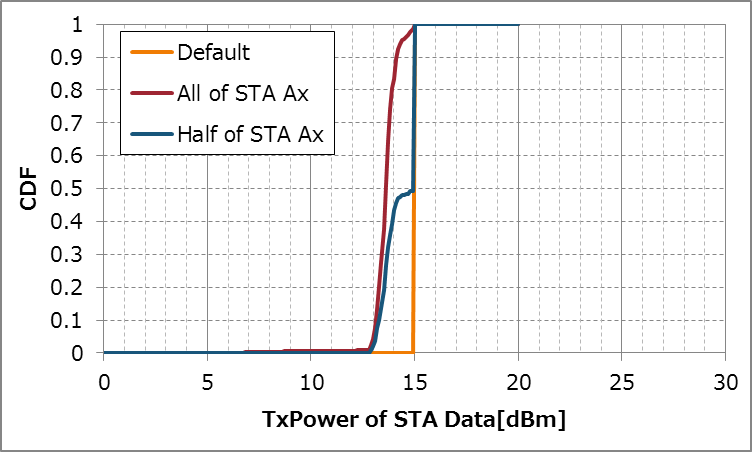 1
0.9
0.8
0.7
0.6
0.5
0.4
0.3
0.2
0.1
0
CDF
Default
All of STA Ax
Half of STA Ax
0 5 10 15 20 25 30
TxPower of STA Data[dBm]